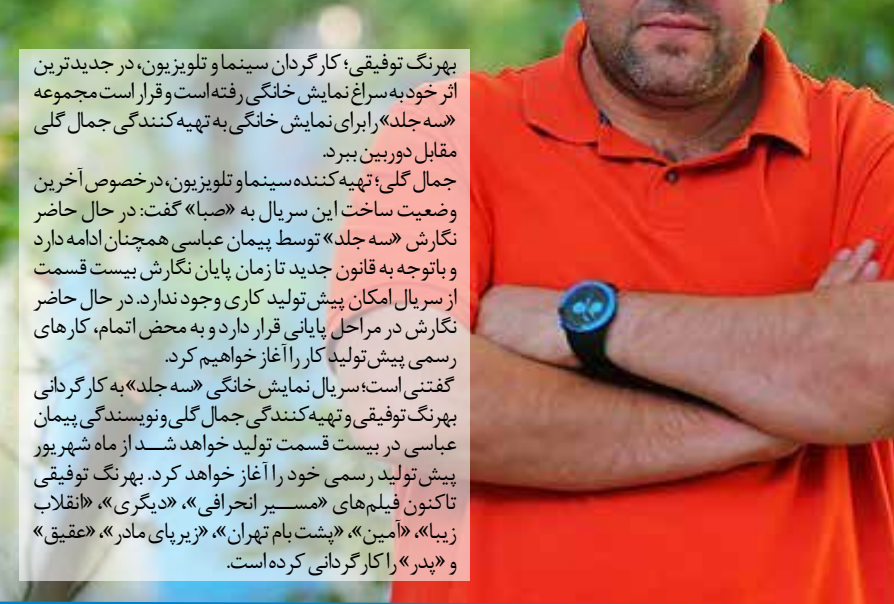 بهرنگ توفیقی؛ کارگردان سینما و تلویزیون، در جدیدترین
اثر خود به سراغ نمایش خانگی رفته است و قرار است مجموعه
«سه جلد» را برای نمایش خانگی به تهیه‌کنندگی جمال گلی
مقابل دوربین ببرد.
جمال گلی؛ تهیه‌کننده سینما و تلویزیون، درخصوص آخرین
وضعیت ساخت این سریال به «صبا» گفت: در حال حاضر
نگارش «سه جلد» توسط پیمان عباسی همچنان ادامه دارد
و باتوجه به قانون جدید تا زمان پایان نگارش بیست قسمت
از سریال امکان پیش‌تولید کاری وجود ندارد. در حال حاضر
نگارش در مراحل پایانی قرار دارد و به محض اتمام، کارهای
رسمی پیش‌تولید کار را آغاز خواهیم کرد.
گفتنی است؛ سریال نمایش خانگی «سه جلد» به کارگردانی
بهرنگ توفیقی و تهیه‌کنندگی جمال گلی و نویسندگی پیمان
عباسی در بیست قسمت تولید خواهد شد از ماه شهریور
پیش‌تولید رسمی خود را آغاز خواهد کرد. بهرنگ توفیقی
تاکنون فیلم‌های «مسیر انحرافی»، «دیگری»، «انقلاب
زیبا»، «آمین»، «پشت بام تهران»، «زیر پای مادر»، «عقیق»
و «پدر» را کارگردانی کرده است.